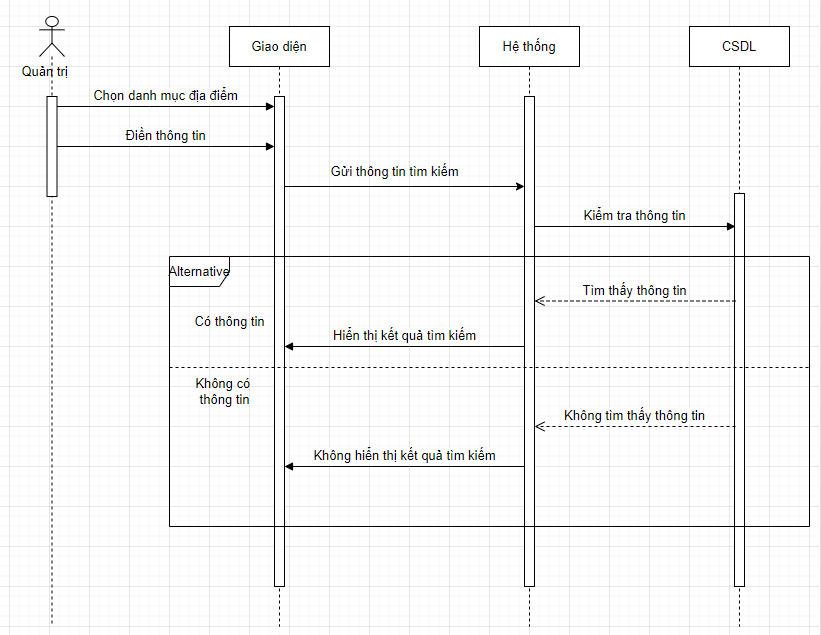 Quản trị
Giao diện
Hệ thống
CSDL
Chọn danh mục địa điểm
Điền thông tin
Gửi thông tin tìm kiếm
Kiểm tra thông tin
Alternative
Tìm thấy thông tin
Có thông tin
Hiển thị kết quả tìm kiếm
Không có
thông tin
Không tìm thấy thông tin
Không hiển thị kết quả tìm kiếm